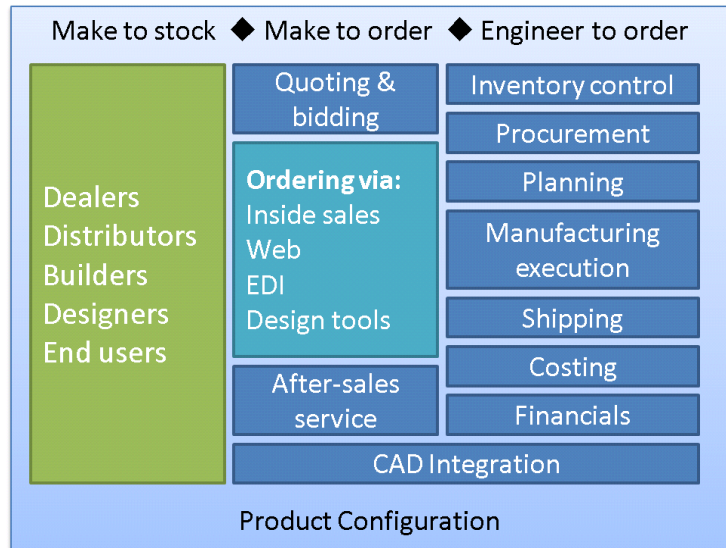 Make to stock ◆ Make to order ◆ Engineer to order
Dealers
Distributors
Builders
Designers
End users
Quoting &
bidding
Ordering via:
Inside sales
Web
EDI
Design tools
After-sales
service
Inventory control
Procurement
Planning
Manufacturing
execution
Shipping
Costing
Financials
CAD Integration
Product Configuration